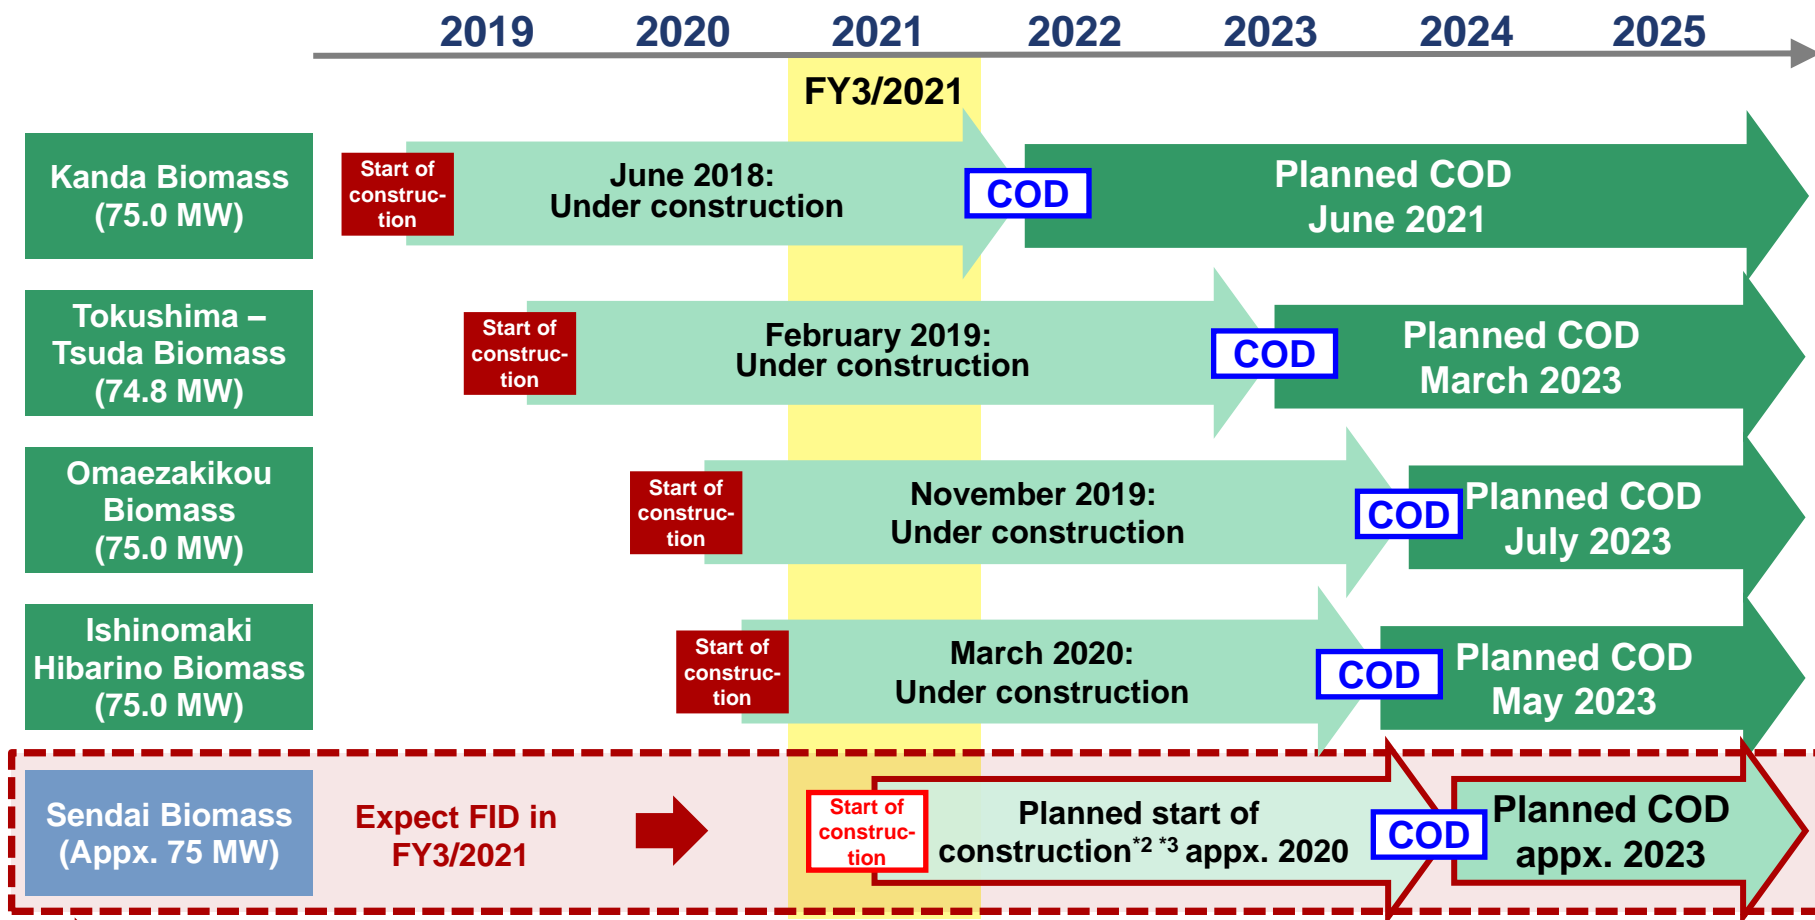 2019 2020 2021 2022 2023 2024 2025
FY3/2021
Kanda Biomass
(75.0 MW)
Start of
construc-
tion
June 2018:
Under construction
COD
Planned COD
June 2021
Tokushima –
Tsuda Biomass
(74.8 MW)
Start of
construc-
tion
February 2019:
Under construction
COD
Planned COD
March 2023
Omaezakikou
Biomass
(75.0 MW)
Start of
construc-
tion
November 2019:
Under construction
COD
Planned COD
July 2023
Ishinomaki
Hibarino Biomass
(75.0 MW)
Start of
construc-
tion
March 2020:
Under construction
COD
Planned COD
May 2023
Sendai Biomass
(Appx. 75 MW)
Expect FID in
FY3/2021
Start of
construc-
tion
Planned start of
construction*2 *3 appx. 2020
COD
Planned COD
appx. 2023